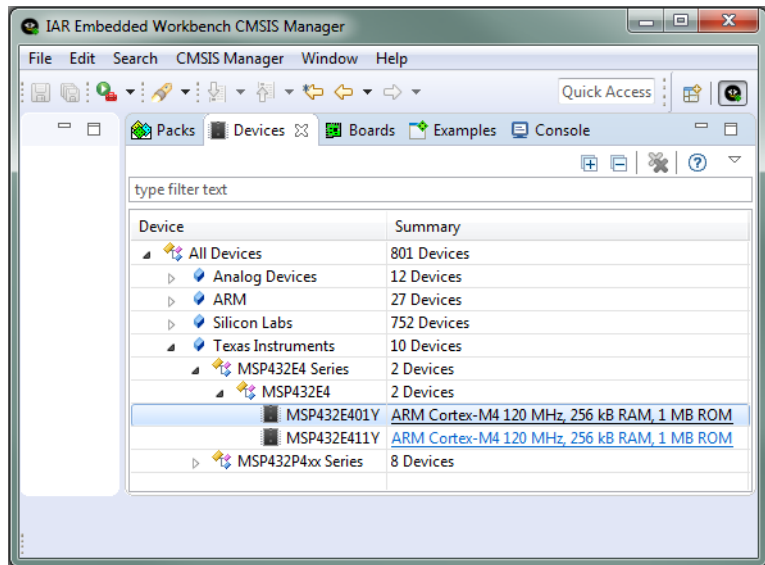 IAR Embedded Workbench CMSIS Manager
File Edit Search CMSIS Manager Window Help
Quick Access
Packs Devices Boards Examples Console
type filter text
Device Summary
All Devices 801 Devices
Analog Devices 12 Devices
ARM 27 Devices
Silicon Labs 752 Devices
Texas Instruments 10 Devices
MSP432E4 Series 2 Devices
MSP432E4 2 Devices
MSP432E401Y ARM Cortex-M4 120 MHz, 256 kB RAM, 1 MB ROM
MSP432E411Y ARM Cortex-M4 120 MHz, 256 kB RAM, 1 MB ROM
MSP432P4xx Series 8 Devices